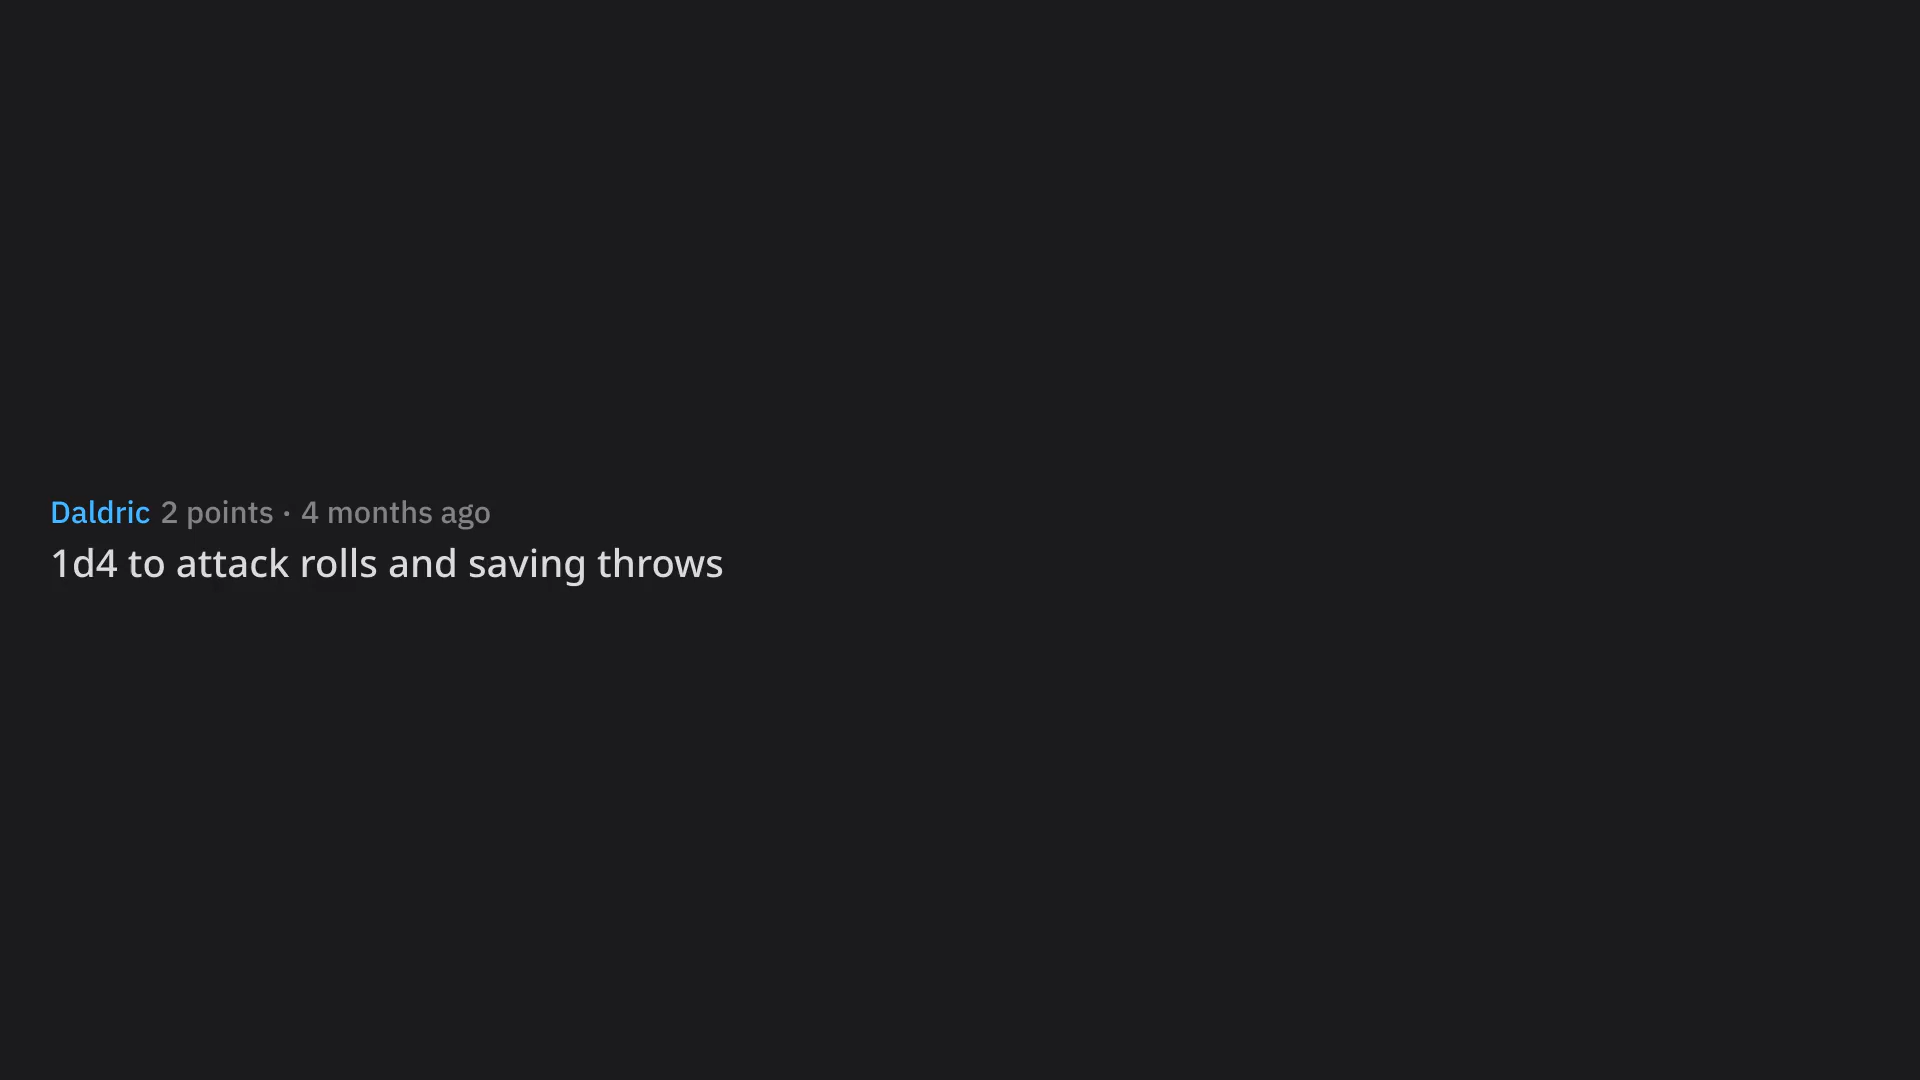 Daldric 2 points · 4 months ago
1d4 to attack rolls and saving throws